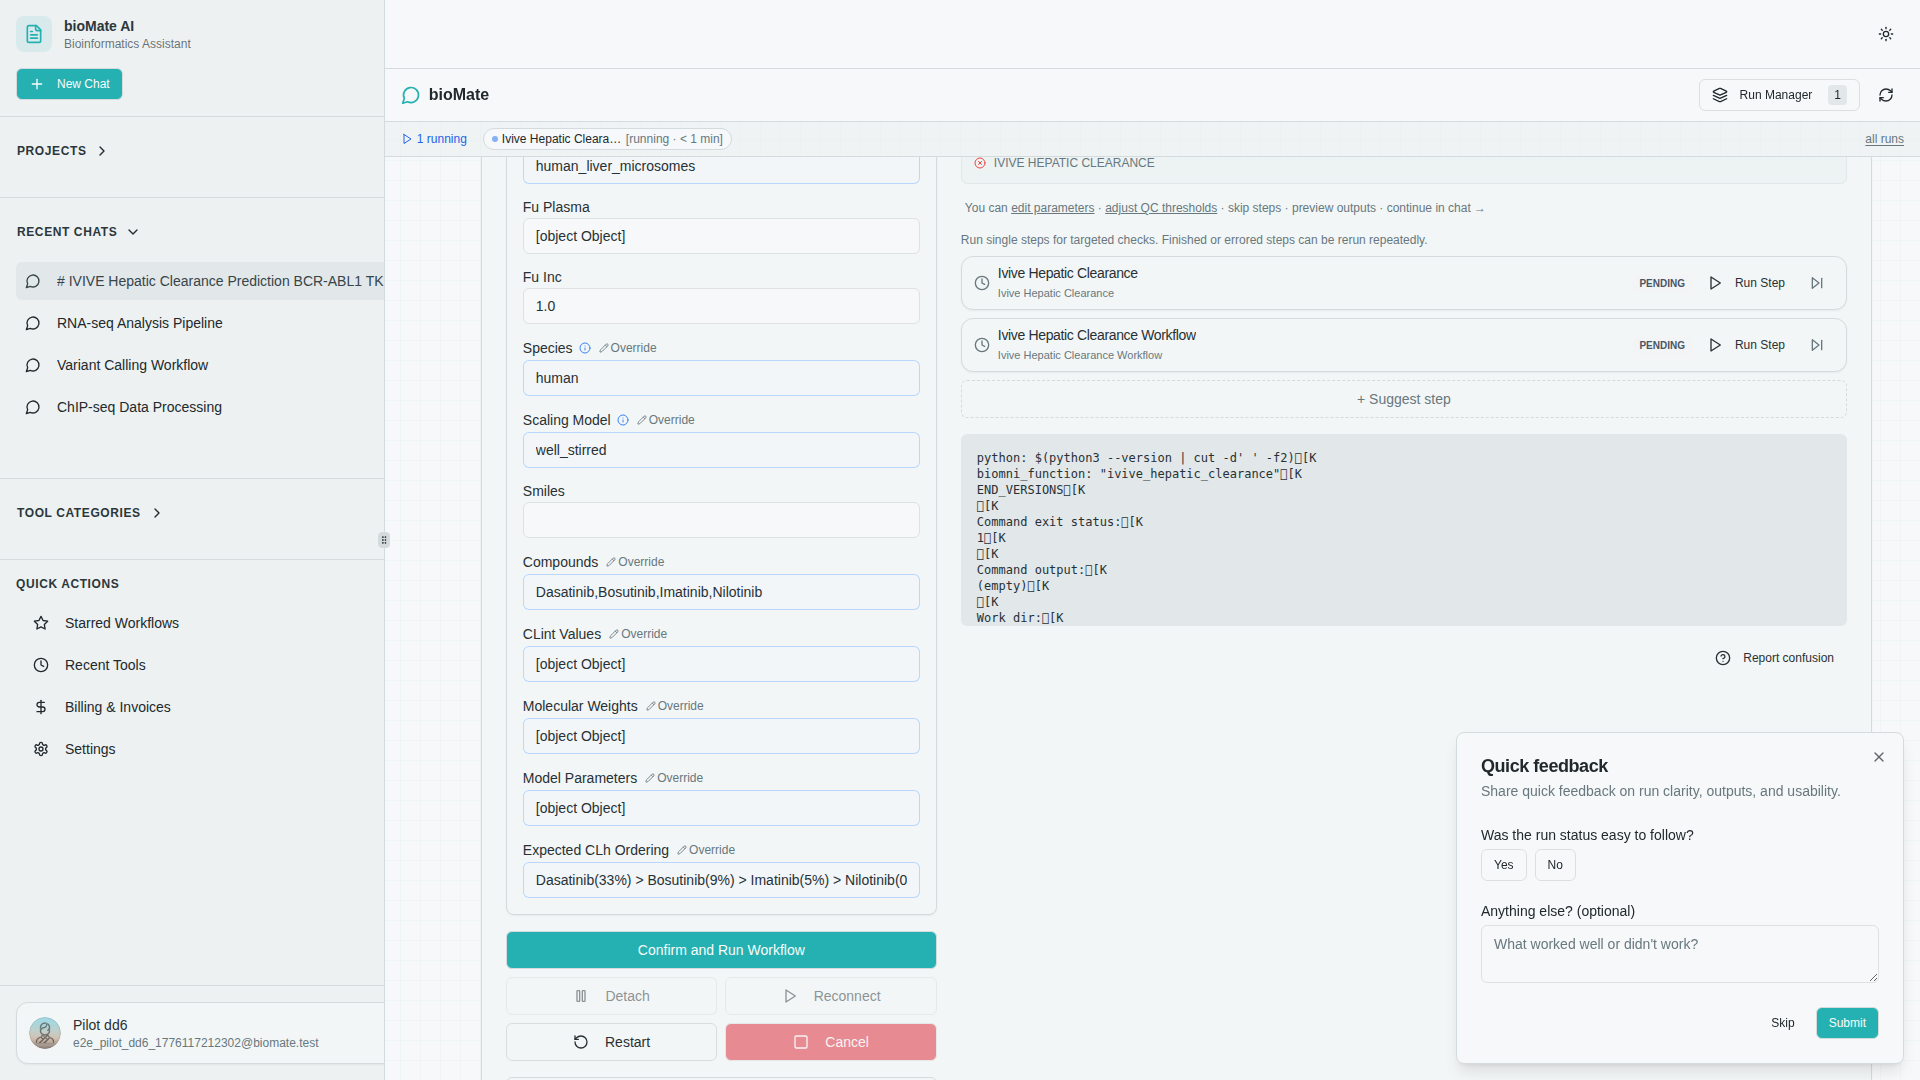 bioMate AI
Bioinformatics Assistant
New Chat
PROJECTS
RECENT CHATS
# IVIVE Hepatic Clearance Prediction BCR-ABL1 TK
RNA-seq Analysis Pipeline
Variant Calling Workflow
ChIP-seq Data Processing
TOOL CATEGORIES
QUICK ACTIONS
Starred Workflows
Recent Tools
Billing & Invoices
Settings
Pilot dd6
e2e_pilot_dd6_1776117212302@biomate.test
bioMate
Run Manager 1
1 running
Ivive Hepatic Cleara… [running · < 1 min]
all runs
human_liver_microsomes
Fu Plasma
[object Object]
Fu Inc
1.0
Species Override
human
Scaling Model Override
well_stirred
Smiles
Compounds Override
Dasatinib,Bosutinib,Imatinib,Nilotinib
CLint Values Override
[object Object]
Molecular Weights Override
[object Object]
Model Parameters Override
[object Object]
Expected CLh Ordering Override
Dasatinib(33%) > Bosutinib(9%) > Imatinib(5%) > Nilotinib(0
Confirm and Run Workflow
Detach
Reconnect
Restart
Cancel
IVIVE HEPATIC CLEARANCE
You can edit parameters · adjust QC thresholds · skip steps · preview outputs · continue in chat →
Run single steps for targeted checks. Finished or errored steps can be rerun repeatedly.
Ivive Hepatic Clearance
Ivive Hepatic Clearance
PENDING
Run Step
Ivive Hepatic Clearance Workflow
Ivive Hepatic Clearance Workflow
PENDING
Run Step
+ Suggest step
python: $(python3 --version | cut -d' ' -f2)□[K
biomni_function: "ivive_hepatic_clearance"□[K
END_VERSIONS□[K
□[K
Command exit status:□[K
1□[K
□[K
Command output:□[K
(empty)□[K
□[K
Work dir:□[K
Report confusion
Quick feedback
Share quick feedback on run clarity, outputs, and usability.
Was the run status easy to follow?
Yes
No
Anything else? (optional)
What worked well or didn't work?
Skip
Submit